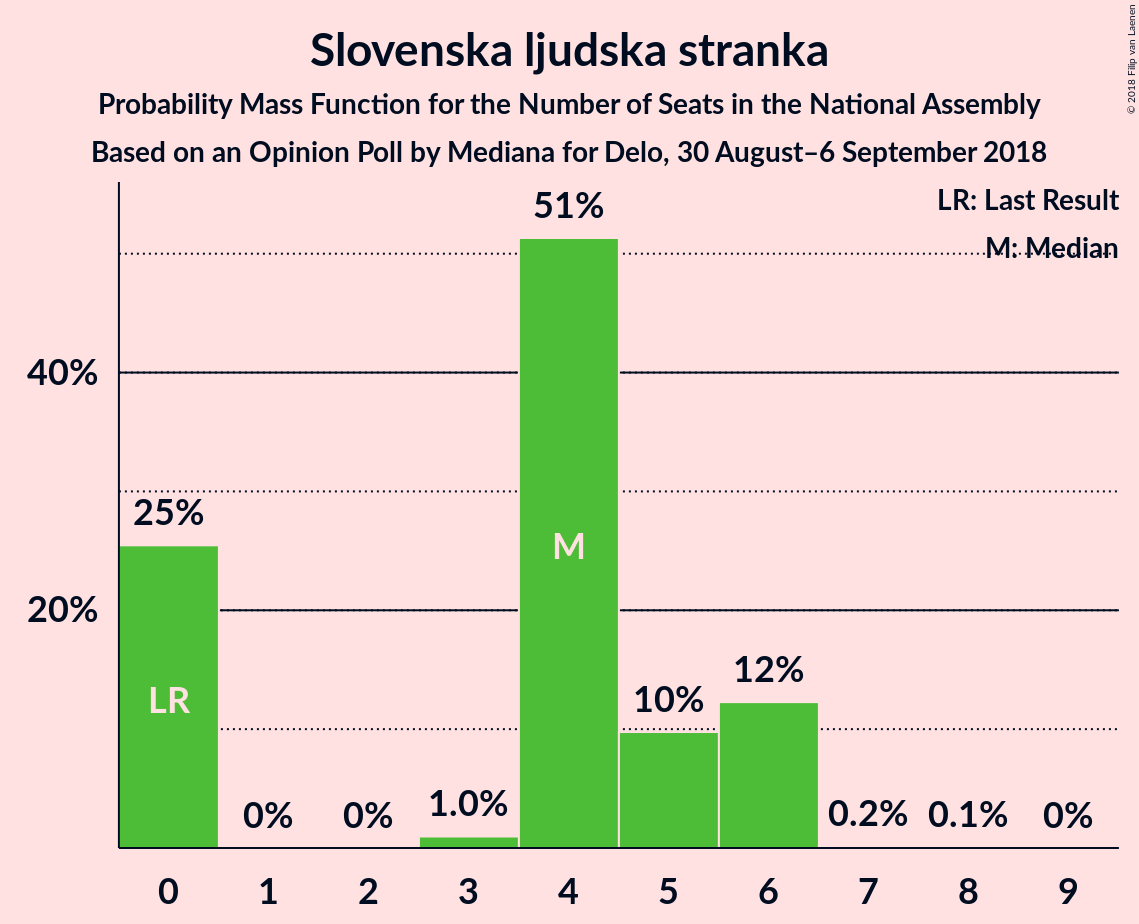 Slovenska ljudska stranka
Probability Mass Function for the Number of Seats in the National Assembly
Based on an Opinion Poll by Mediana for Delo, 30 August–6 September 2018
© 2018 Filip van Laenen
LR: Last Result
M: Median
40%
20%
25%
0%
0%
1.0%
51%
10%
12%
0.2%
0.1%
0%
LR
M
0 1 2 3 4 5 6 7 8 9